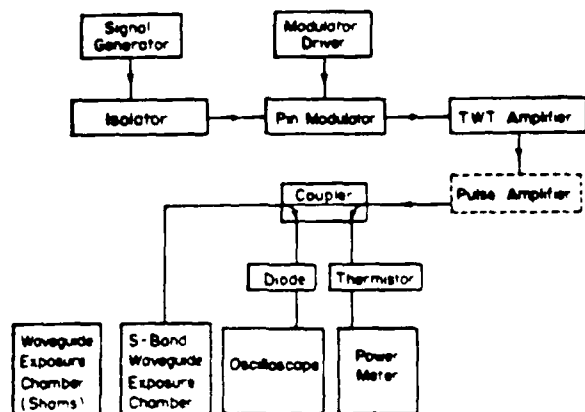 Signal
Generator
Modulator
Driver
Isolator
Pin Modulator
TWT Amplifier
Pulse Amplifier
Coupler
Diode
Thermistor
Waveguide
Exposure
Chamber
(Shams)
S-Band
Waveguide
Exposure
Chamber
Oscilloscope
Power
Meter